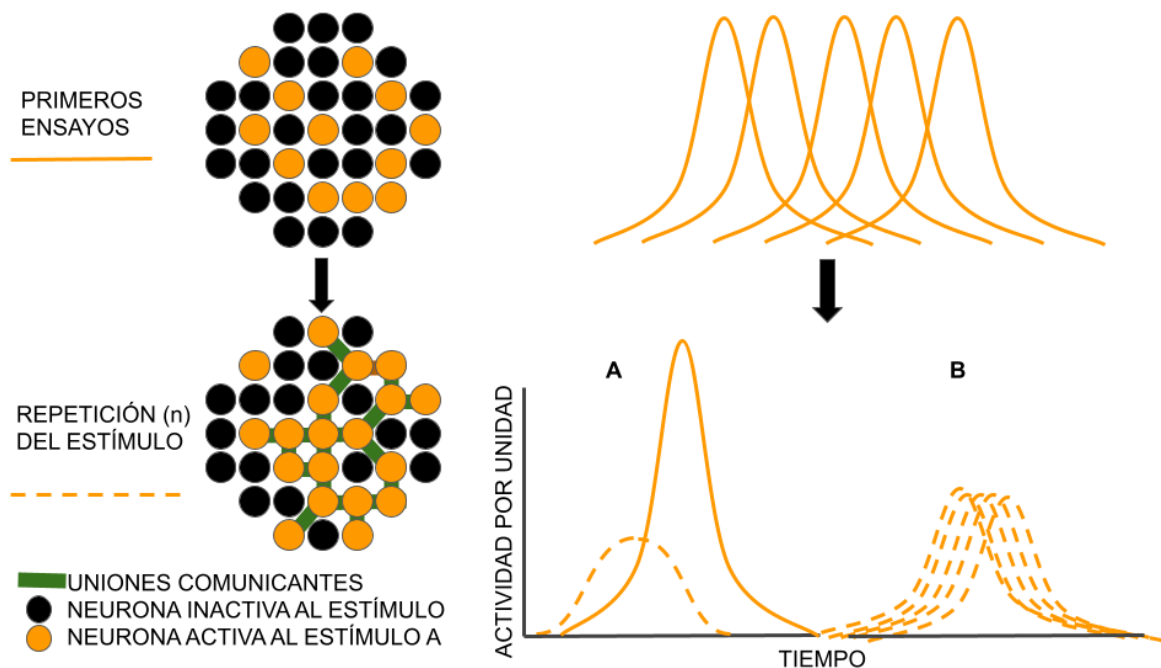 PRIMEROS
ENSAYOS
REPETICIÓN (n)
DEL ESTÍMULO
UNIONES COMUNICANTES
NEURONA INACTIVA AL ESTÍMULO
NEURONA ACTIVA AL ESTÍMULO A
A
B
ACTIVIDAD POR UNIDAD
TIEMPO